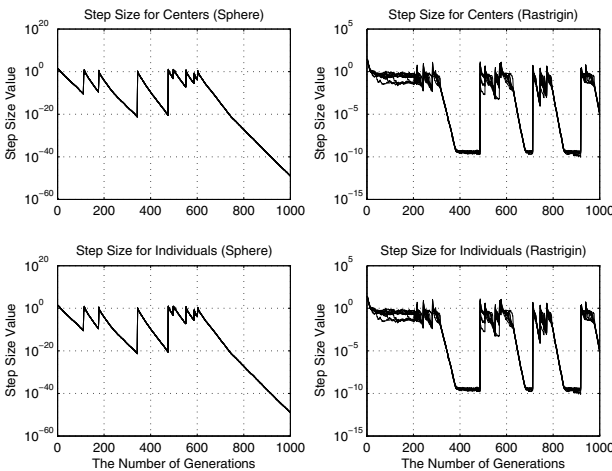 Step Size for Centers (Sphere)
Step Size Value
10^20
10^0
10^-20
10^-40
10^-60
0 200 400 600 800 1000
Step Size for Centers (Rastrigin)
Step Size Value
10^5
10^0
10^-5
10^-10
10^-15
0 200 400 600 800 1000
Step Size for Individuals (Sphere)
Step Size Value
10^20
10^0
10^-20
10^-40
10^-60
0 200 400 600 800 1000
The Number of Generations
Step Size for Individuals (Rastrigin)
Step Size Value
10^5
10^0
10^-5
10^-10
10^-15
0 200 400 600 800 1000
The Number of Generations